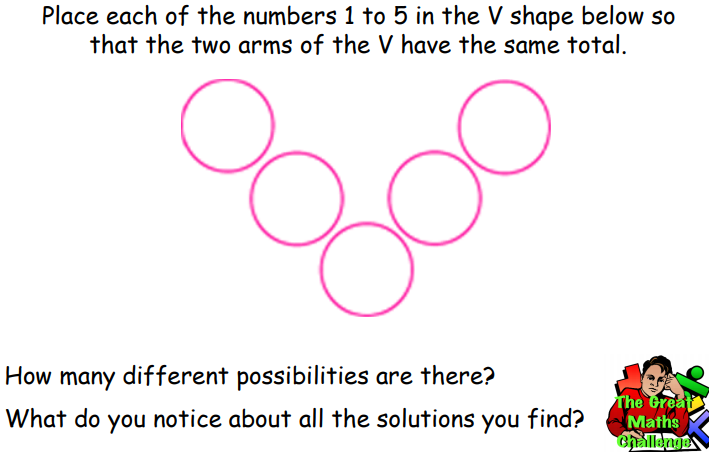 Place each of the numbers 1 to 5 in the V shape below so
that the two arms of the V have the same total.
How many different possibilities are there?
What do you notice about all the solutions you find?
The Great
Maths
Challenge